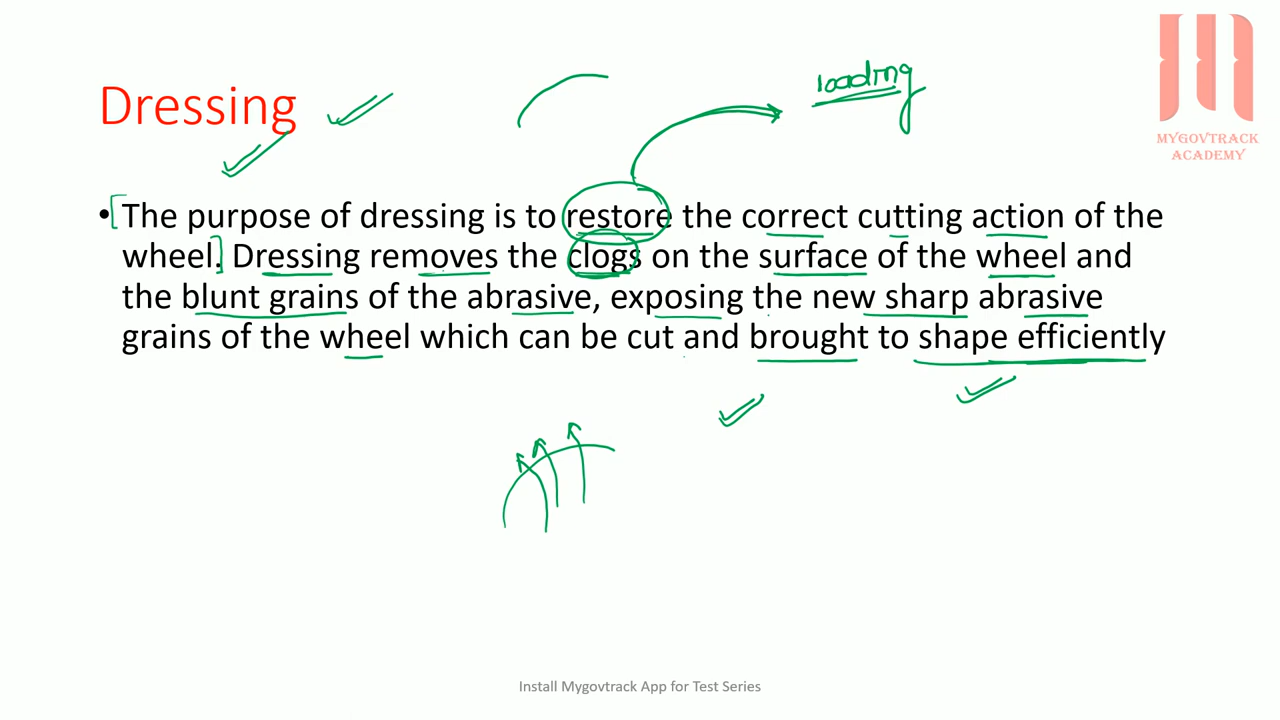 loading
Dressing
MYGOVTRACK
ACADEMY
• The purpose of dressing is to restore the correct cutting action of the
wheel. Dressing removes the clogs on the surface of the wheel and
the blunt grains of the abrasive, exposing the new sharp abrasive
grains of the wheel which can be cut and brought to shape efficiently
Install Mygovtrack App for Test Series